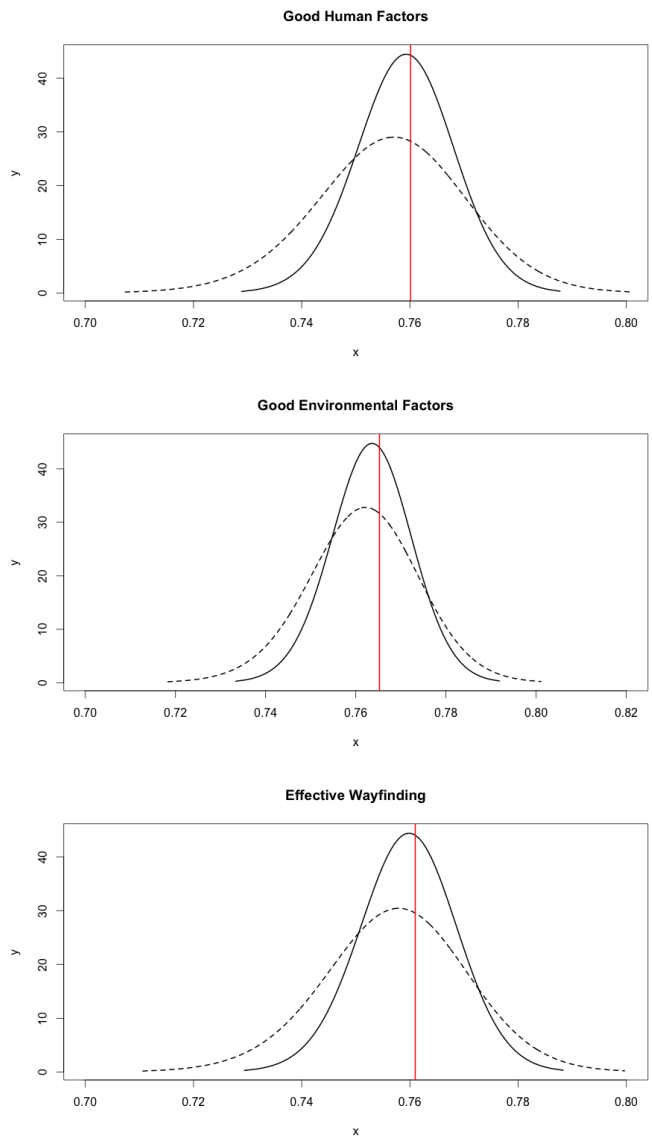 Good Human Factors
40
30
20
10
0
y
0.70 0.72 0.74 0.76 0.78 0.80
x
Good Environmental Factors
40
30
20
10
0
y
0.70 0.72 0.74 0.76 0.78 0.80 0.82
x
Effective Wayfinding
40
30
20
10
0
y
0.70 0.72 0.74 0.76 0.78 0.80
x